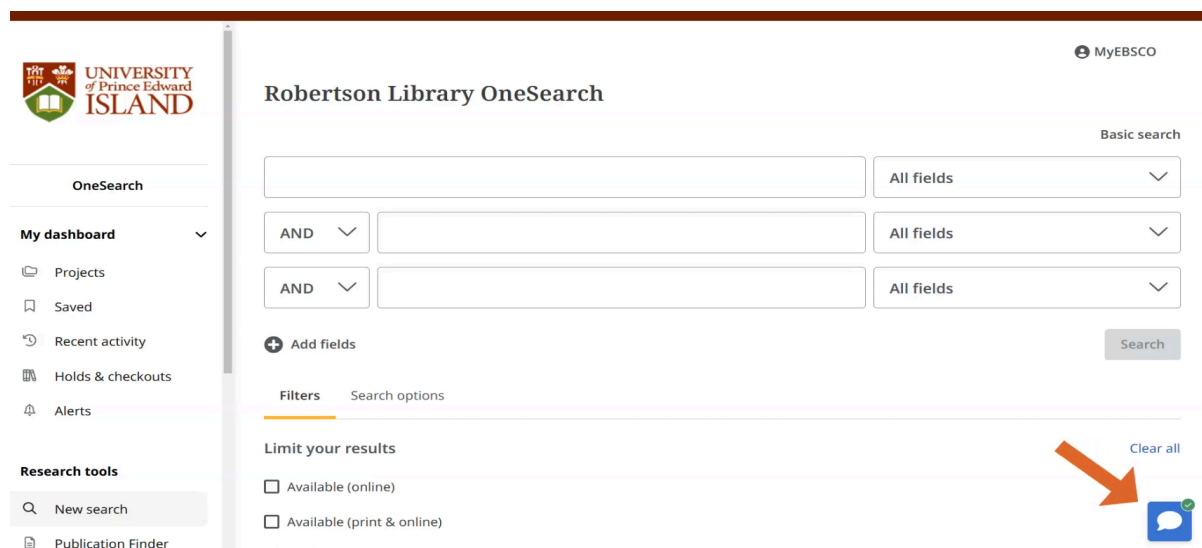 UNIVERSITY
of Prince Edward
ISLAND
OneSearch
My dashboard
Projects
Saved
Recent activity
Holds & checkouts
Alerts
Research tools
New search
Publication Finder
MyEBSCO
Robertson Library OneSearch
Basic search
All fields
AND All fields
AND All fields
Add fields Search
Filters Search options
Limit your results Clear all
Available (online)
Available (print & online)